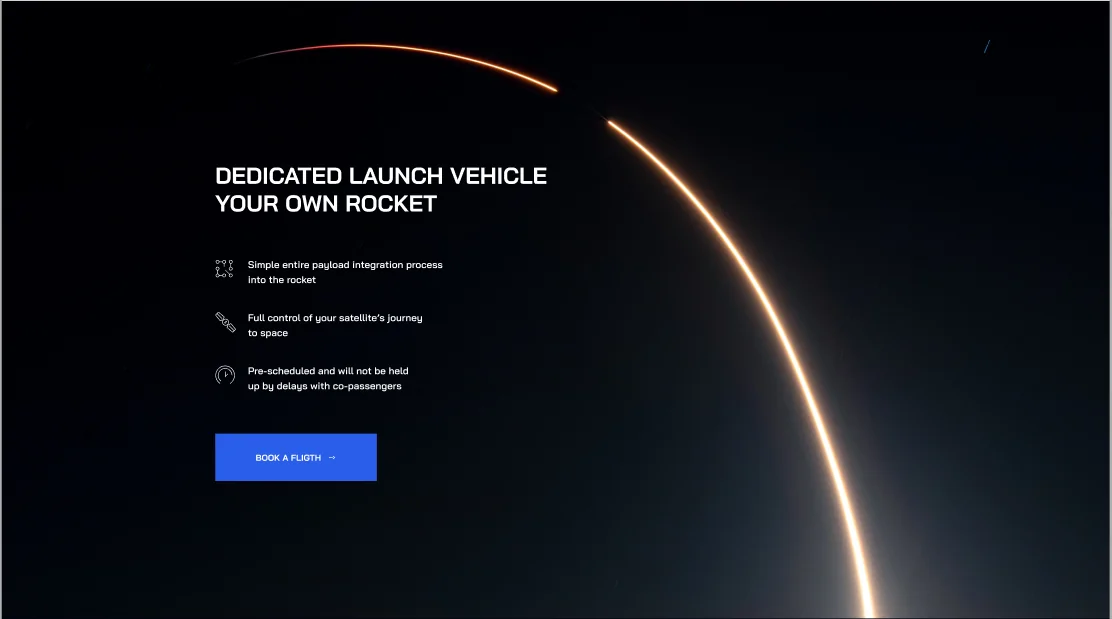 DEDICATED LAUNCH VEHICLE
YOUR OWN ROCKET
Simple entire payload integration process
into the rocket
Full control of your satellite's journey
to space
Pre-scheduled and will not be held
up by delays with co-passengers
BOOK A FLIGTH →